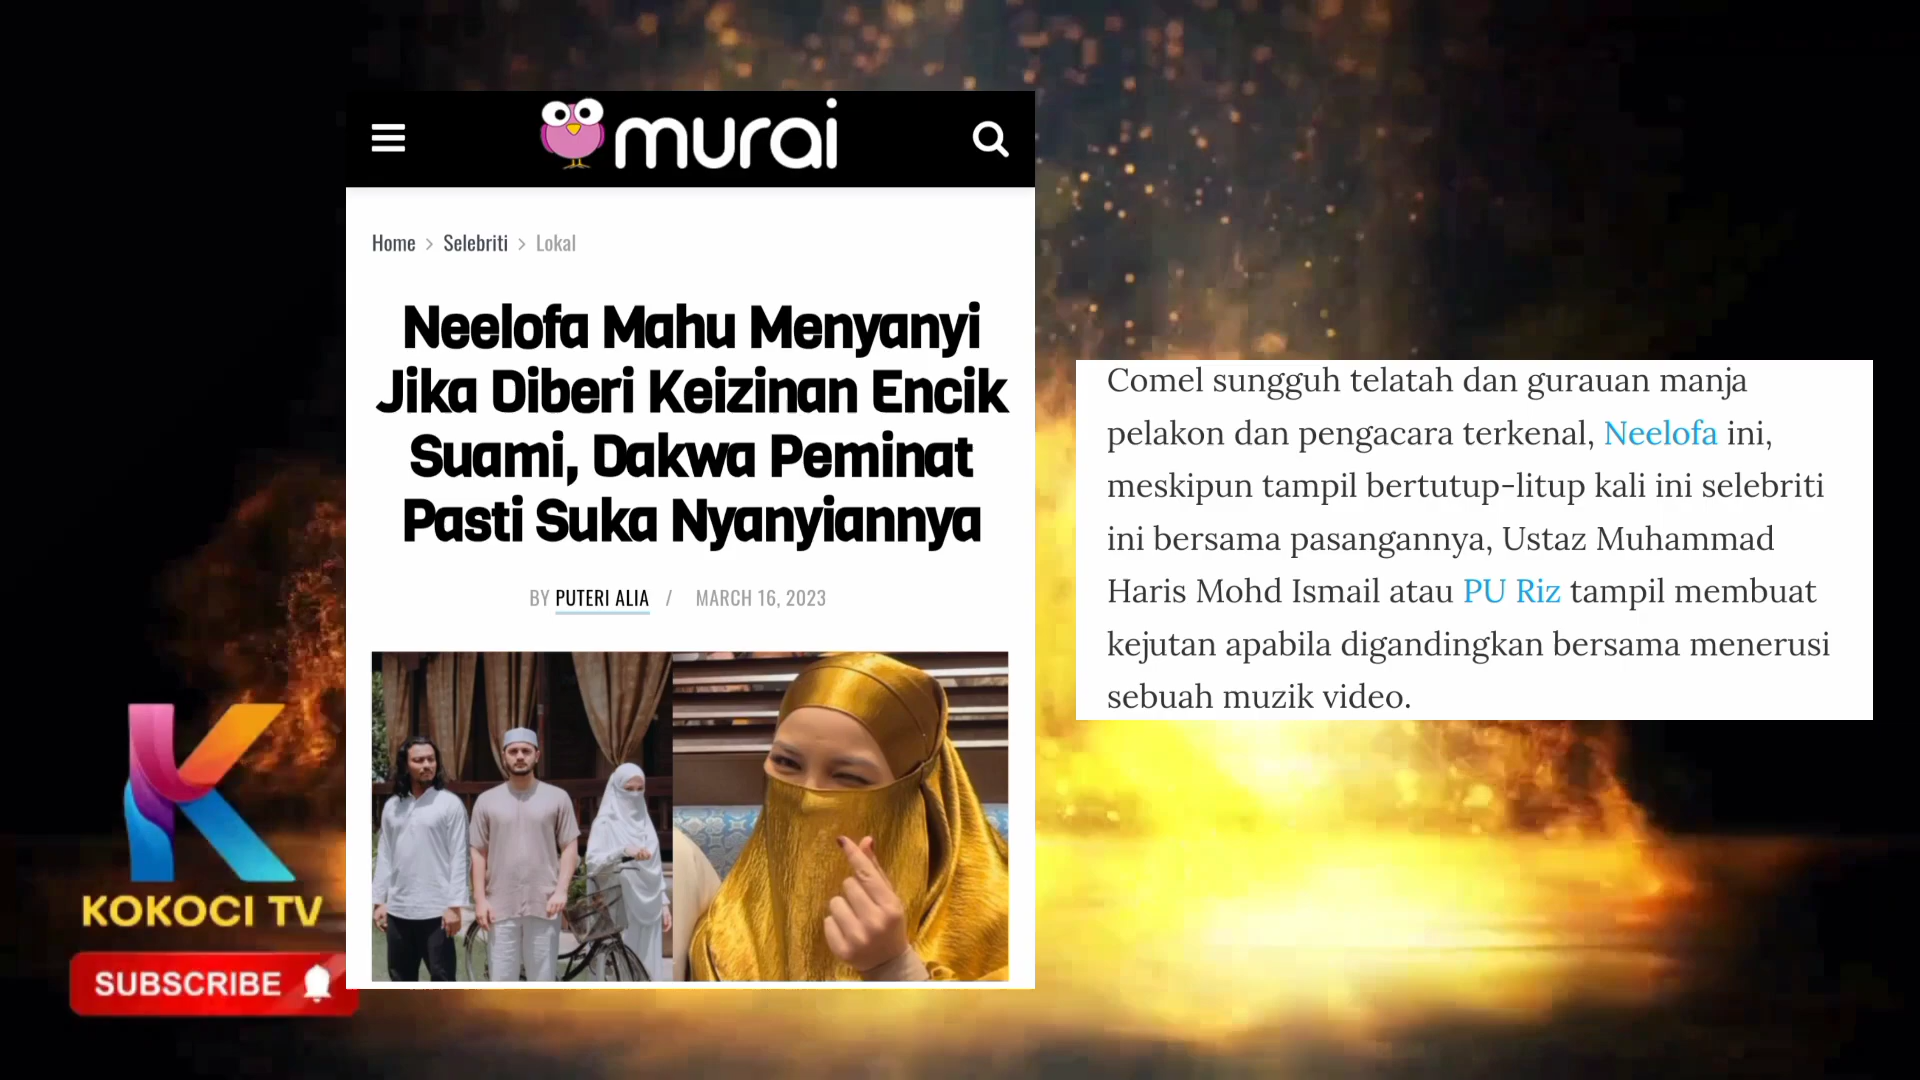 murai
Home > Selebriti > Lokal
Neelofa Mahu Menyanyi
Jika Diberi Keizinan Encik
Suami, Dakwa Peminat
Pasti Suka Nyanyiannya
BY PUTERI ALIA / MARCH 16, 2023
Comel sungguh telatah dan gurauan manja
pelakon dan pengacara terkenal, Neelofa ini,
meskipun tampil bertutup-litup kali ini selebriti
ini bersama pasangannya, Ustaz Muhammad
Haris Mohd Ismail atau PU Riz tampil membuat
kejutan apabila digandingkan bersama menerusi
sebuah muzik video.
K
KOKOCI TV
SUBSCRIBE